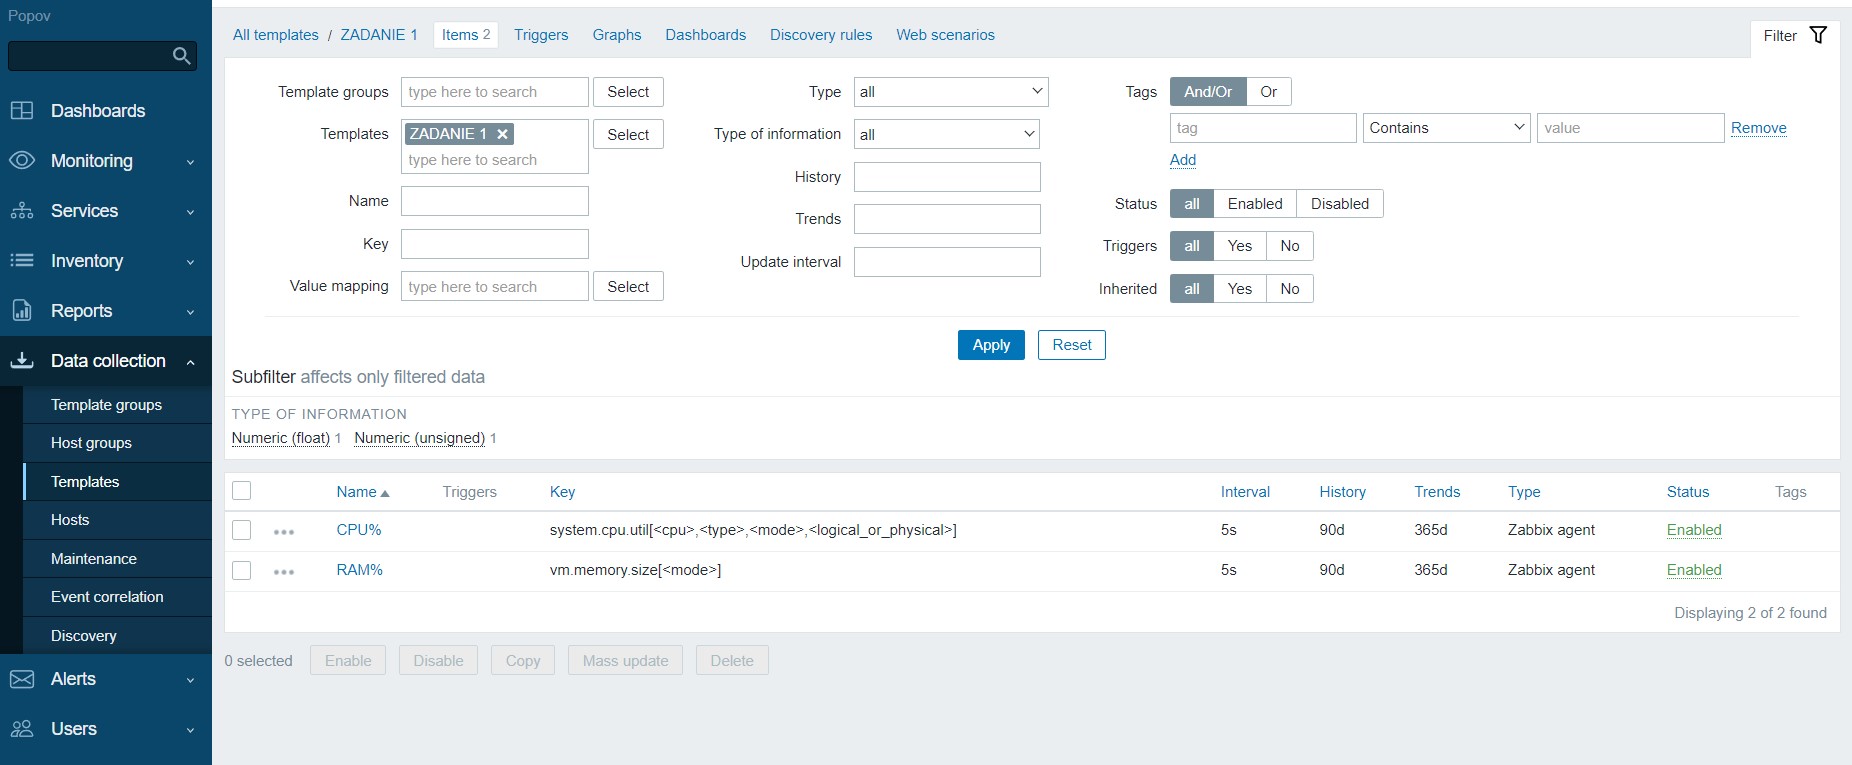 Popov
Dashboards
Monitoring
Services
Inventory
Reports
Data collection
Template groups
Host groups
Templates
Hosts
Maintenance
Event correlation
Discovery
Alerts
Users
All templates / ZADANIE 1 Items 2 Triggers Graphs Dashboards Discovery rules Web scenarios
Filter
Template groups type here to search Select
Templates ZADANIE 1 Select
type here to search
Name
Key
Value mapping type here to search Select
Type all
Type of information all
History
Trends
Update interval
Tags And/Or Or
tag Contains value Remove
Add
Status all Enabled Disabled
Triggers all Yes No
Inherited all Yes No
Apply Reset
Subfilter affects only filtered data
TYPE OF INFORMATION
Numeric (float) 1 Numeric (unsigned) 1
Name Triggers Key Interval History Trends Type Status Tags
CPU% system.cpu.util[<cpu>,<type>,<mode>,<logical_or_physical>] 5s 90d 365d Zabbix agent Enabled
RAM% vm.memory.size[<mode>] 5s 90d 365d Zabbix agent Enabled
Displaying 2 of 2 found
0 selected Enable Disable Copy Mass update Delete